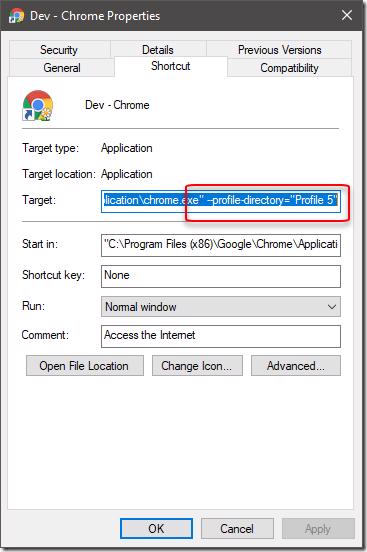 Dev - Chrome Properties
Security Details Previous Versions
General Shortcut Compatibility
Dev - Chrome
Target type: Application
Target location: Application
Target: lication\chrome.exe" --profile-directory="Profile 5"
Start in: "C:\Program Files (x86)\Google\Chrome\Applicati
Shortcut key: None
Run: Normal window
Comment: Access the Internet
Open File Location Change Icon... Advanced...
OK Cancel Apply